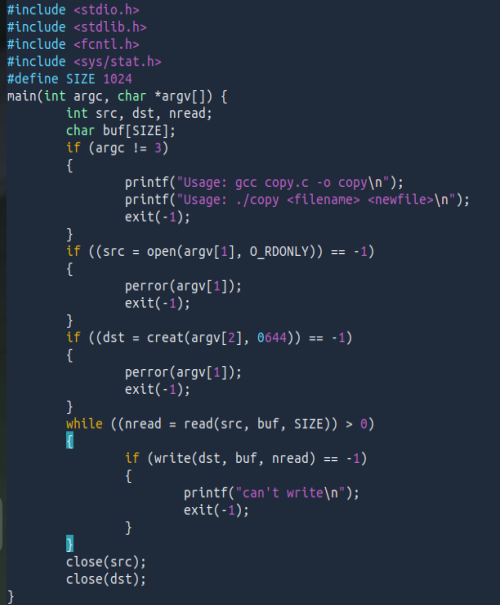 #include <stdio.h>
#include <stdlib.h>
#include <fcntl.h>
#include <sys/stat.h>
#define SIZE 1024
main(int argc, char *argv[]) {
        int src, dst, nread;
        char buf[SIZE];
        if (argc != 3)
        {
                printf("Usage: gcc copy.c -o copy\n");
                printf("Usage: ./copy <filename> <newfile>\n");
                exit(-1);
        }
        if ((src = open(argv[1], O_RDONLY)) == -1)
        {
                perror(argv[1]);
                exit(-1);
        }
        if ((dst = creat(argv[2], 0644)) == -1)
        {
                perror(argv[1]);
                exit(-1);
        }
        while ((nread = read(src, buf, SIZE)) > 0)
        {
                if (write(dst, buf, nread) == -1)
                {
                        printf("can't write\n");
                        exit(-1);
                }
        }
        close(src);
        close(dst);
}